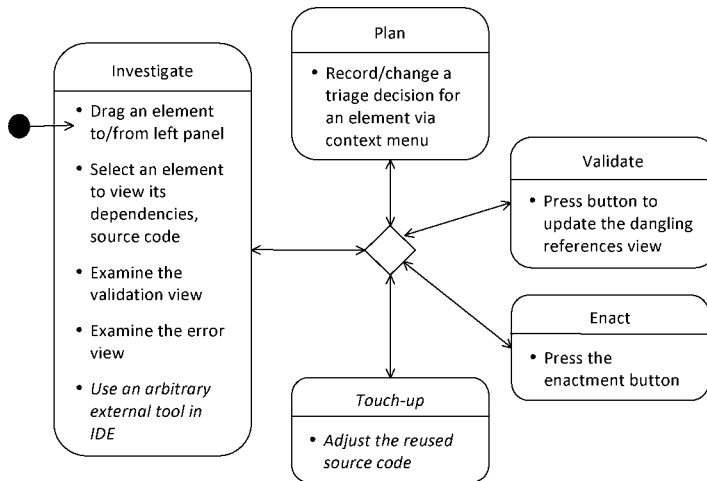 Investigate
• Drag an element
to/from left panel
• Select an element
to view its
dependencies,
source code
• Examine the
validation view
• Examine the error
view
• Use an arbitrary
external tool in
IDE
Plan
• Record/change a
triage decision for
an element via
context menu
Validate
• Press button to
update the dangling
references view
Enact
• Press the
enactment button
Touch-up
• Adjust the reused
source code